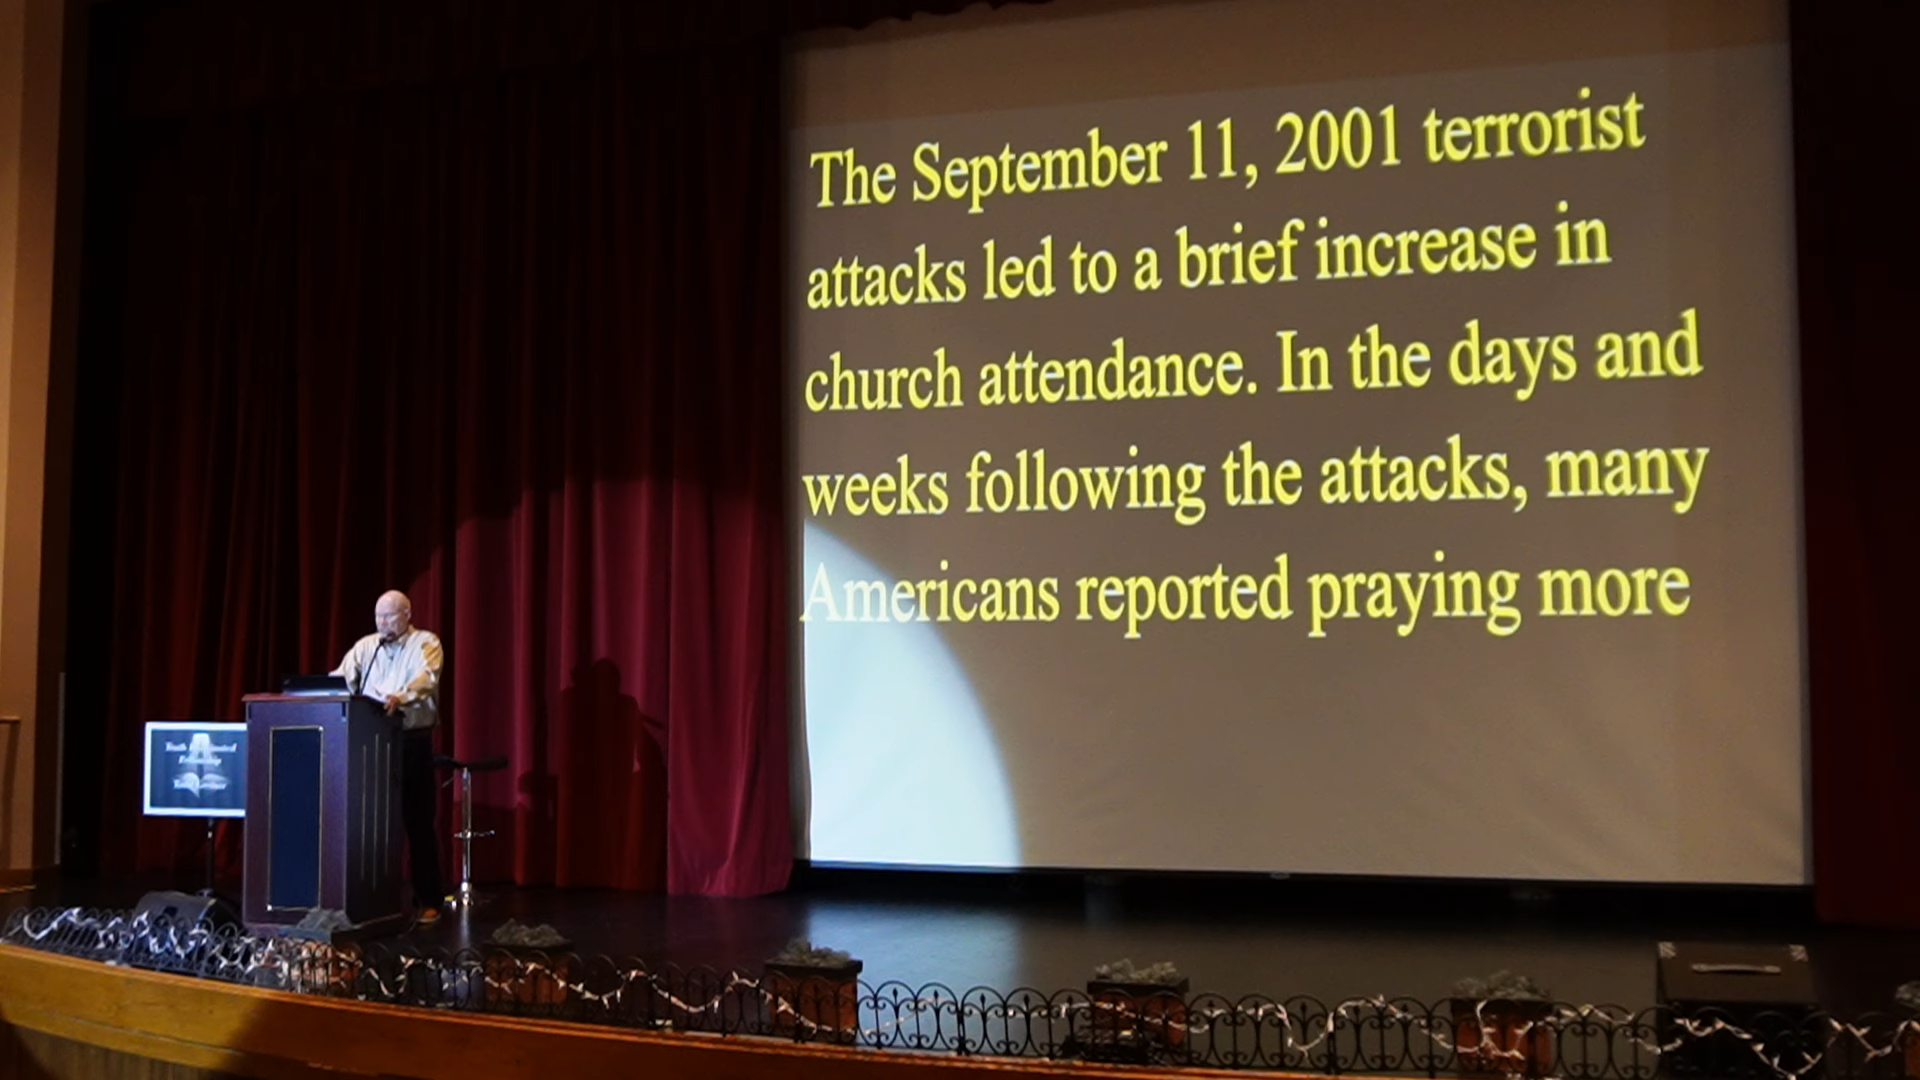 The September 11, 2001 terrorist
attacks led to a brief increase in
church attendance. In the days and
weeks following the attacks, many
Americans reported praying more
Fellowship